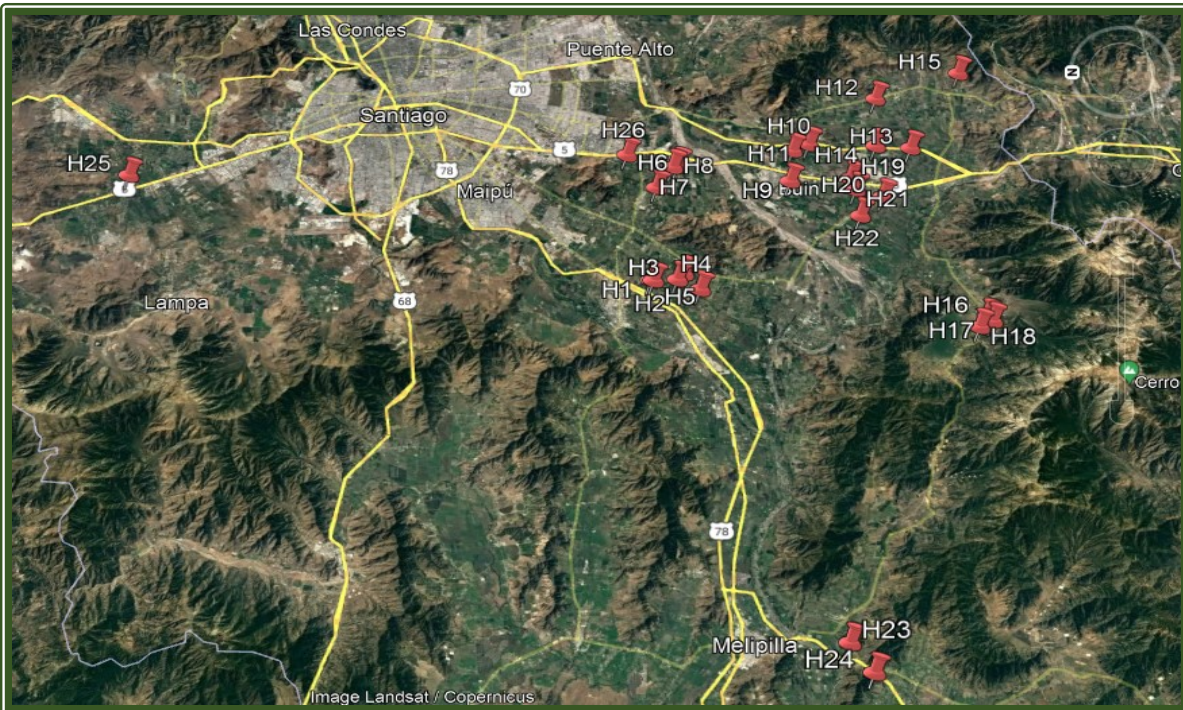 Las Condes
Puente Alto
H15
N
H12
70
Santiago
H10
H13
H26
5
H11
H14
H19
H6
H8
H25
78
H7
H9
Buin
H20
5
Maipú
H21
H22
H3
H4
H1
H2
H5
Lampa
68
H16
H17
H18
Cerro
78
H23
Melipilla
H24
Image Landsat / Copernicus